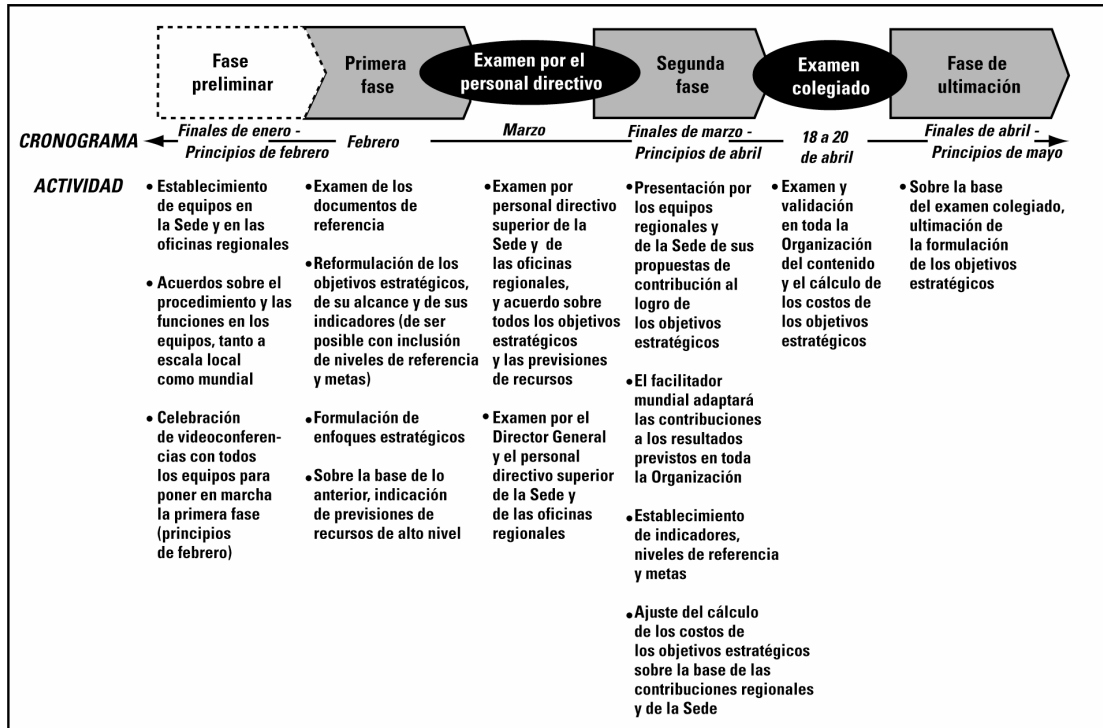 Fase
preliminar
Primera
fase
Examen por el
personal directivo
Segunda
fase
Examen
colegiado
Fase de
ultimación
CRONOGRAMA
Finales de enero -
Principios de febrero
Febrero
Marzo
Finales de marzo -
Principios de abril
18 a 20
de abril
Finales de abril -
Principios de mayo
ACTIVIDAD
• Establecimiento
de equipos en
la Sede y en las
oficinas regionales
• Acuerdos sobre el
procedimiento y las
funciones en los
equipos, tanto a
escala local
como mundial
• Celebración
de videoconferen-
cias con todos
los equipos para
poner en marcha
la primera fase
(principios
de febrero)
• Examen de los
documentos de
referencia
• Reformulación de los
objetivos estratégicos,
de su alcance y de sus
indicadores (de ser
posible con inclusión
de niveles de referencia
y metas)
• Formulación de
enfoques estratégicos
• Sobre la base de lo
anterior, indicación
de previsiones de
recursos de alto nivel
• Examen por
personal directivo
superior de la
Sede y de
las oficinas
regionales,
y acuerdo sobre
todos los objetivos
estratégicos
y las previsiones
de recursos
• Examen por el
Director General
y el personal
directivo superior
de la Sede y
de las oficinas
regionales
• Presentación por
los equipos
regionales y
de la Sede de sus
propuestas de
contribución al
logro de
los objetivos
estratégicos
• El facilitador
mundial adaptará
las contribuciones
a los resultados
previstos en toda
la Organización
• Establecimiento
de indicadores,
niveles de referencia
y metas
• Ajuste del cálculo
de los costos de
los objetivos estratégicos
sobre la base de las
contribuciones regionales
y de la Sede
• Examen y
validación
en toda la
Organización
del contenido
y el cálculo de
los costos de
los objetivos
estratégicos
• Sobre la base
del examen colegiado,
ultimación de
la formulación
de los objetivos
estratégicos